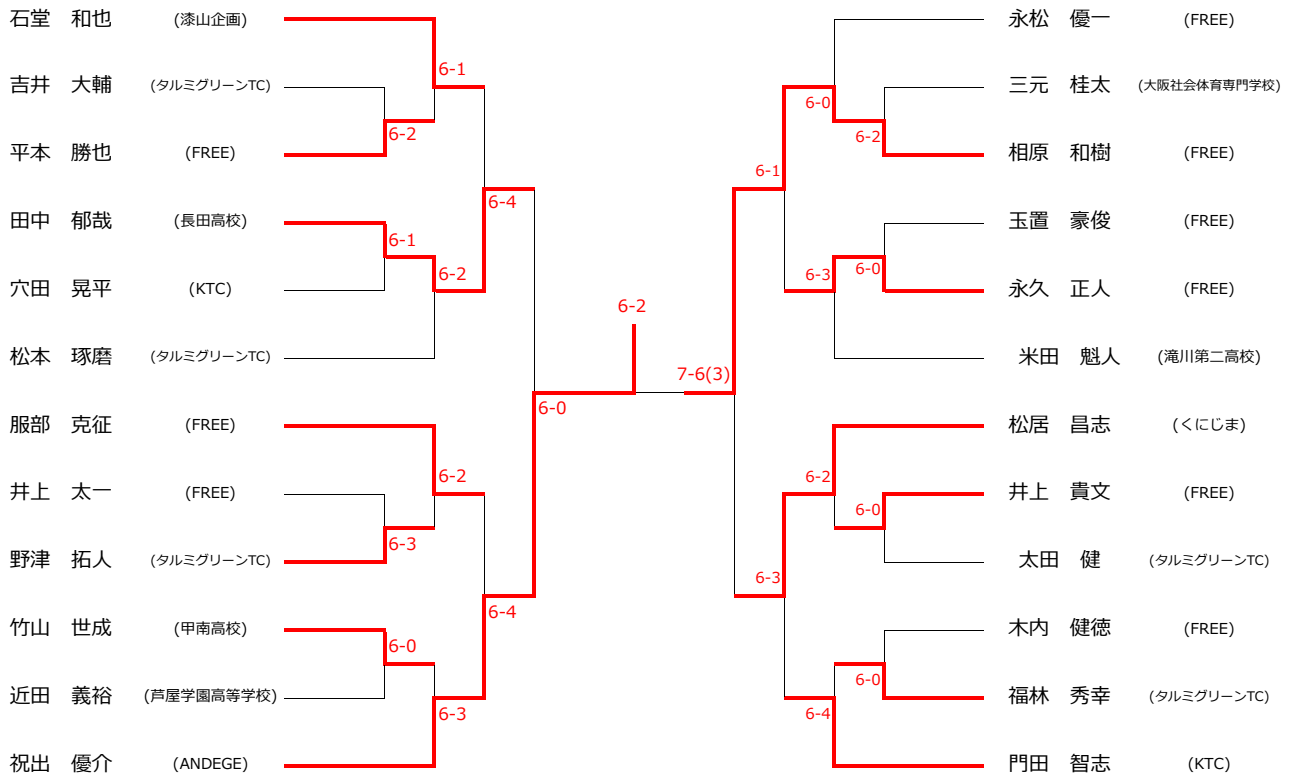 石堂　和也 (漆山企画)
6-1
吉井　大輔 (タルミグリーンTC)
6-2
平本　勝也 (FREE)
6-4
田中　郁哉 (長田高校)
6-1
6-2
穴田　晃平 (KTC)
松本　琢磨 (タルミグリーンTC)
6-0
服部　克征 (FREE)
6-2
井上　太一 (FREE)
6-3
野津　拓人 (タルミグリーンTC)
6-4
竹山　世成 (甲南高校)
6-0
近田　義裕 (芦屋学園高等学校)
6-3
祝出　優介 (ANDEGE)
6-2
7-6(3)
永松　優一 (FREE)
三元　桂太 (大阪社会体育専門学校)
6-0
6-2
相原　和樹 (FREE)
6-1
玉置　豪俊 (FREE)
6-3
6-0
永久　正人 (FREE)
米田　魁人 (滝川第二高校)
松居　昌志 (くにじま)
6-2
井上　貴文 (FREE)
6-0
太田　健 (タルミグリーンTC)
6-3
木内　健徳 (FREE)
6-0
福林　秀幸 (タルミグリーンTC)
6-4
門田　智志 (KTC)